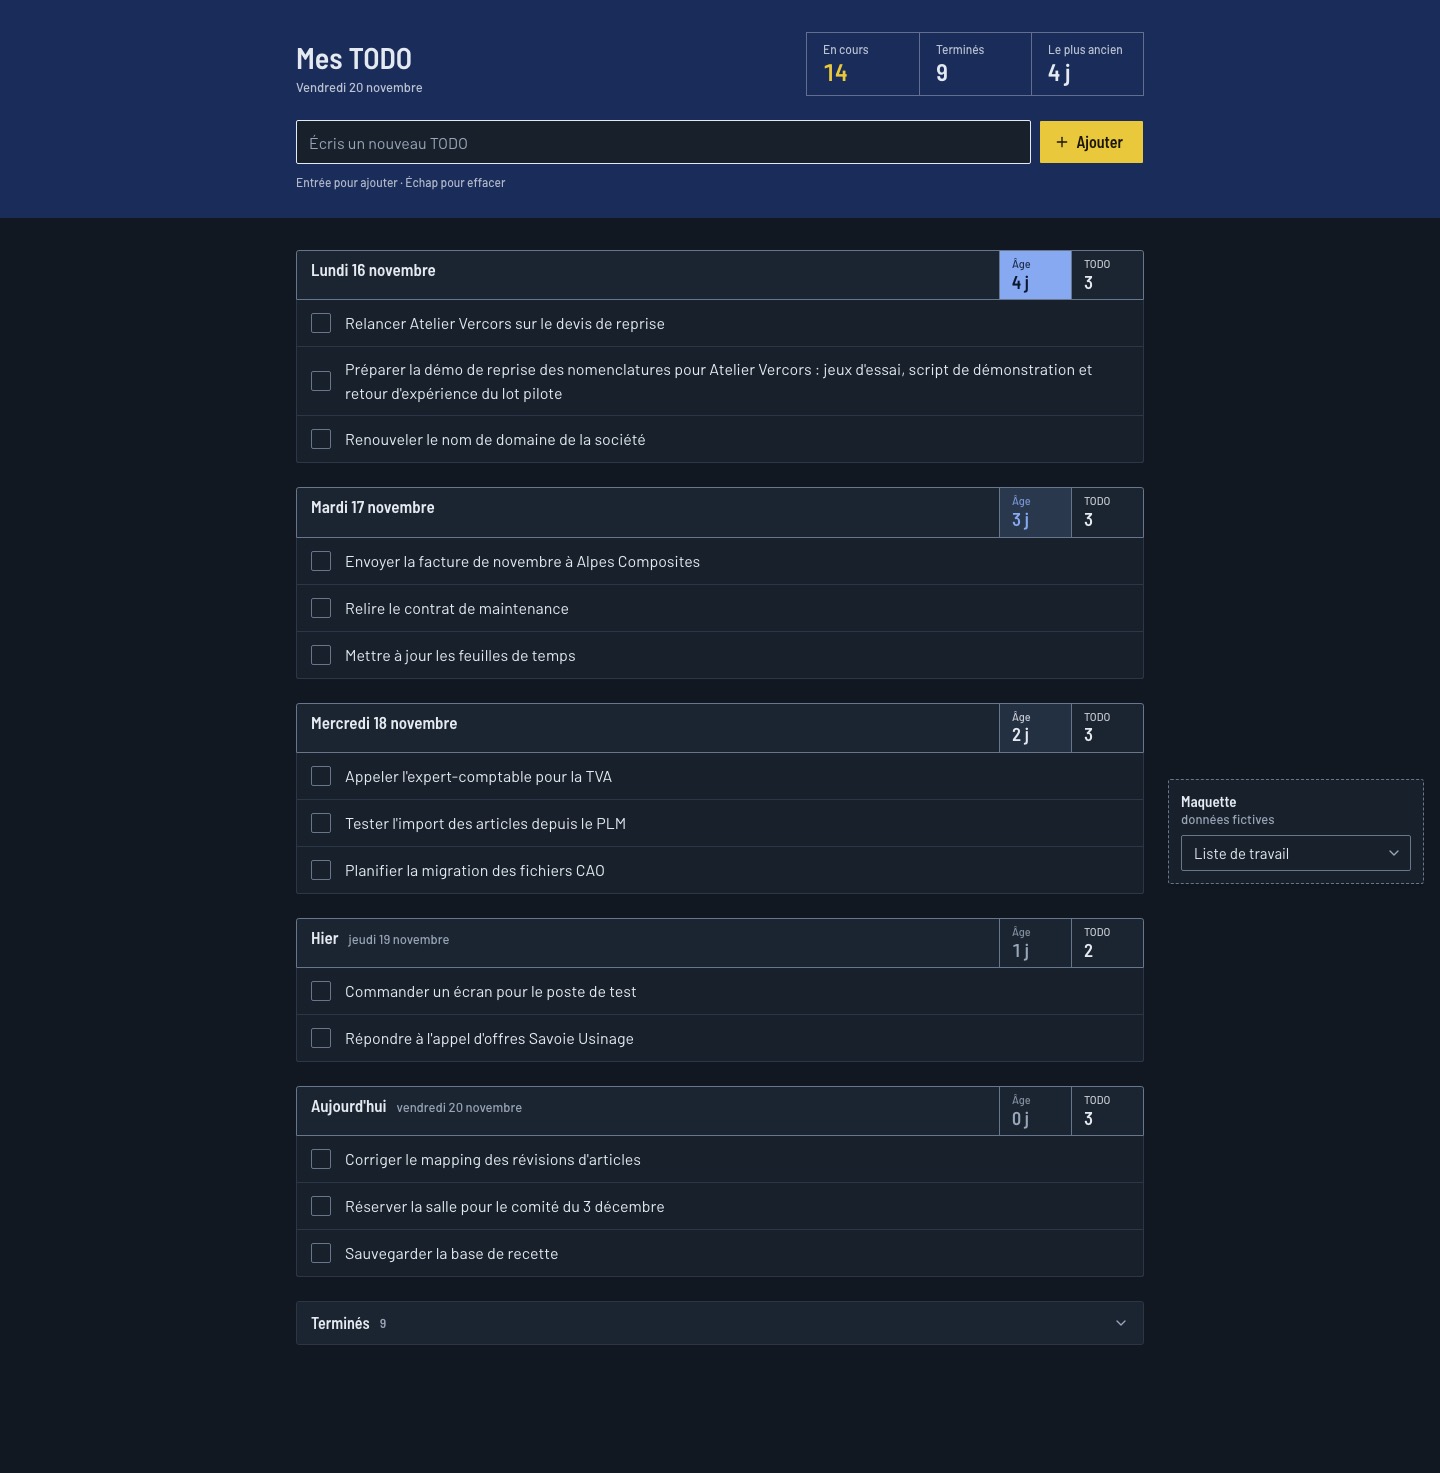 Mes TODO
Vendredi 20 novembre
En cours
14
Terminés
9
Le plus ancien
4 j
Écris un nouveau TODO
+ Ajouter
Entrée pour ajouter · Échap pour effacer
Lundi 16 novembre
Âge
4 j
TODO
3
Relancer Atelier Vercors sur le devis de reprise
Préparer la démo de reprise des nomenclatures pour Atelier Vercors : jeux d'essai, script de démonstration et
retour d'expérience du lot pilote
Renouveler le nom de domaine de la société
Mardi 17 novembre
Âge
3 j
TODO
3
Envoyer la facture de novembre à Alpes Composites
Relire le contrat de maintenance
Mettre à jour les feuilles de temps
Mercredi 18 novembre
Âge
2 j
TODO
3
Appeler l'expert-comptable pour la TVA
Tester l'import des articles depuis le PLM
Planifier la migration des fichiers CAO
Maquette
données fictives
Liste de travail
Hier jeudi 19 novembre
Âge
1 j
TODO
2
Commander un écran pour le poste de test
Répondre à l'appel d'offres Savoie Usinage
Aujourd'hui vendredi 20 novembre
Âge
0 j
TODO
3
Corriger le mapping des révisions d'articles
Réserver la salle pour le comité du 3 décembre
Sauvegarder la base de recette
Terminés 9